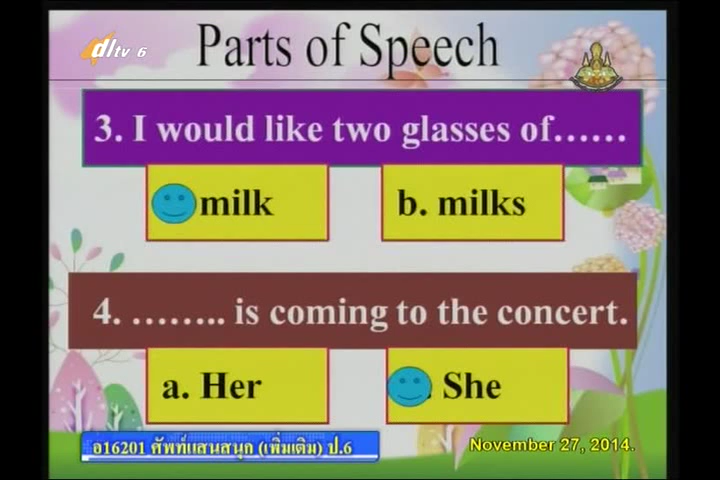 dltv 6
Parts of Speech
3. I would like two glasses of......
milk
b. milks
4. …….. is coming to the concert.
a. Her
. She
อ16201 ศัพท์แสนสนุก (เพิ่มเติม) ป.6
November 27, 2014.